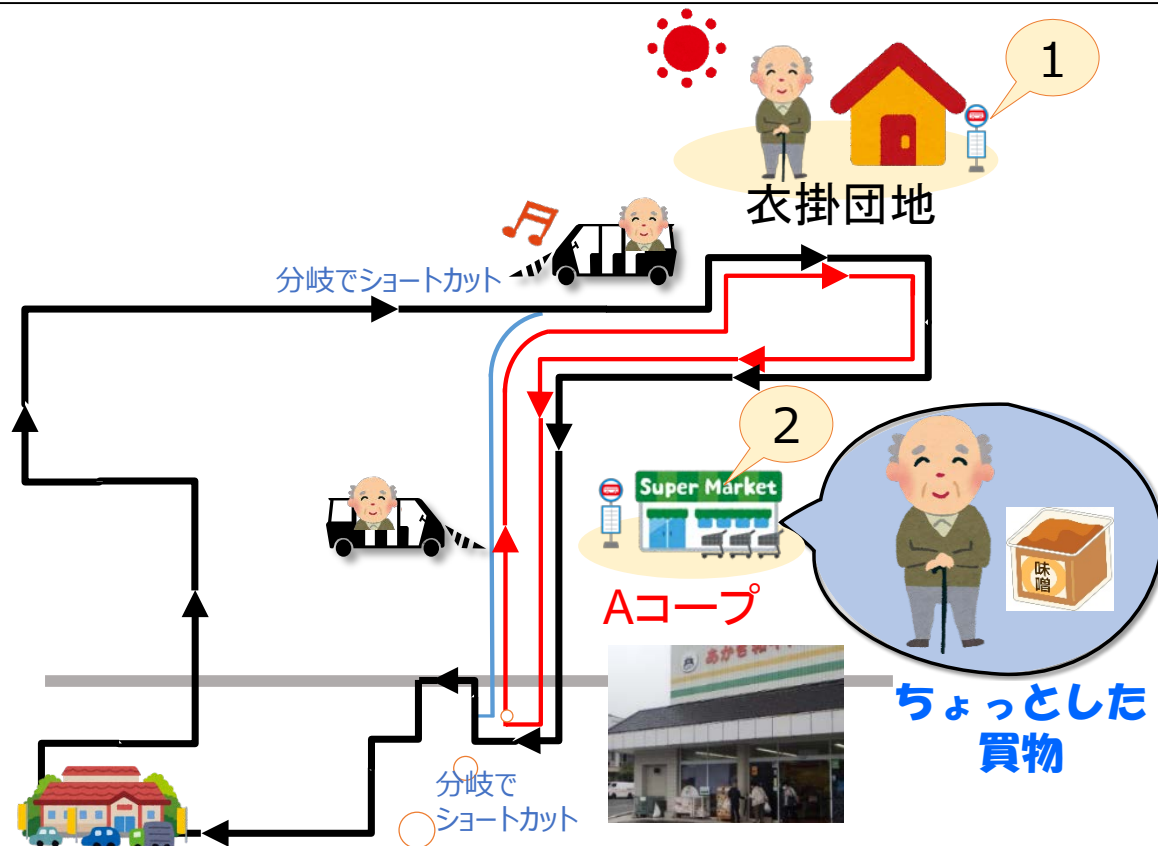 1
衣掛団地
分岐でショートカット
2
Super Market
Aコープ
味噌
ちょっとした
買物
分岐で
ショートカット